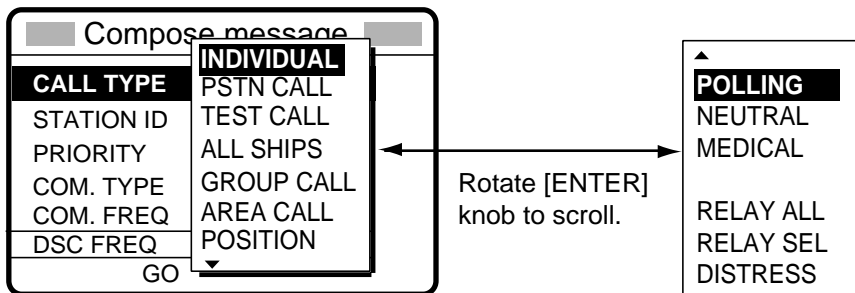 Compose message
CALL TYPE
STATION ID
PRIORITY
COM. TYPE
COM. FREQ
DSC FREQ
GO
INDIVIDUAL
PSTN CALL
TEST CALL
ALL SHIPS
GROUP CALL
AREA CALL
POSITION
Rotate [ENTER]
knob to scroll.
POLLING
NEUTRAL
MEDICAL
RELAY ALL
RELAY SEL
DISTRESS